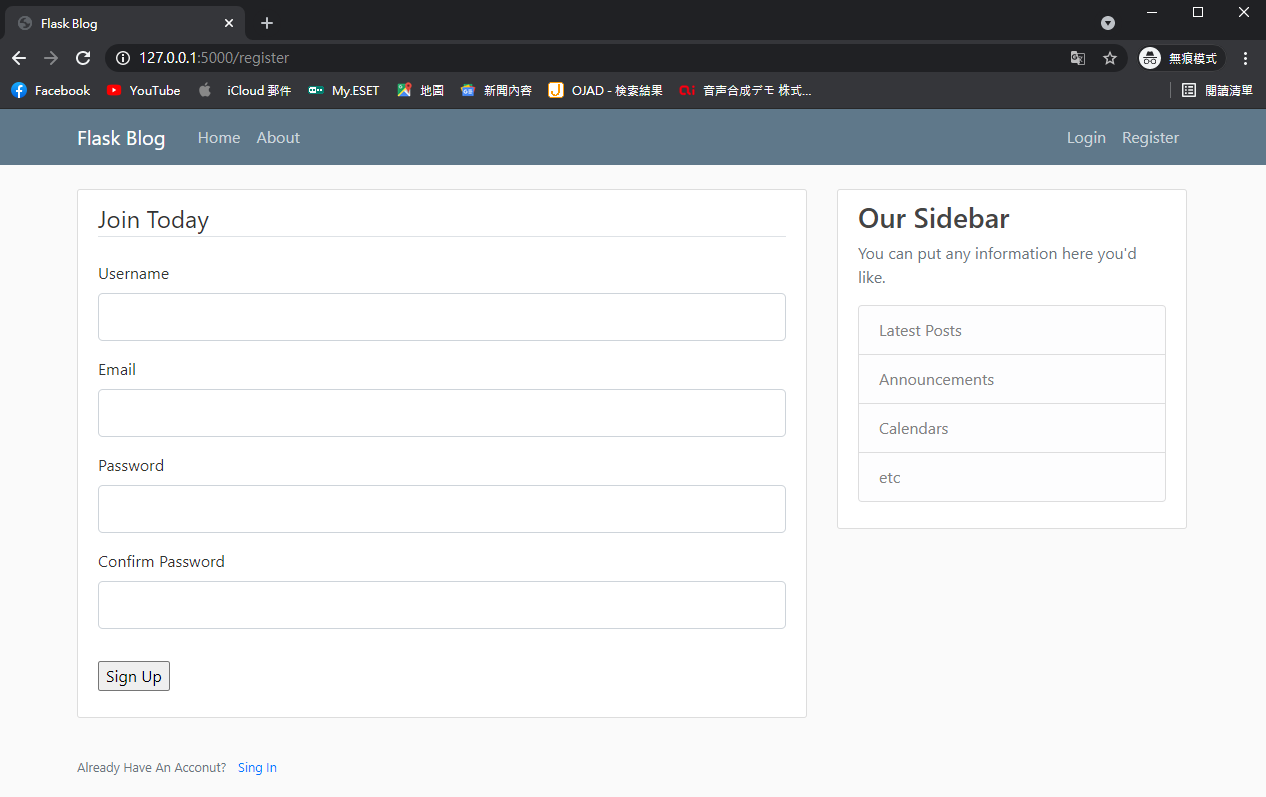 Flask Blog
127.0.0.1:5000/register
無痕模式
Facebook
YouTube
iCloud 郵件
My.ESET
地圖
新聞內容
OJAD - 検索結果
音声合成デモ 株式...
閱讀清單
Flask Blog
Home
About
Login
Register
Join Today
Username
Email
Password
Confirm Password
Sign Up
Already Have An Acconut? Sing In
Our Sidebar
You can put any information here you'd
like.
Latest Posts
Announcements
Calendars
etc